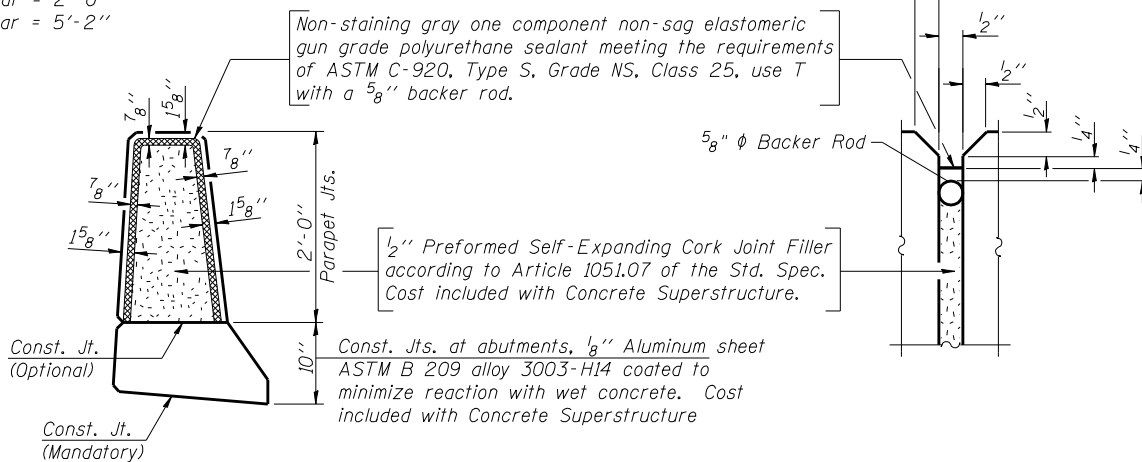 ar = 2'-0"
ar = 5'-2"
Non-staining gray one component non-sag elastomeric
gun grade polyurethane sealant meeting the requirements
of ASTM C-920, Type S, Grade NS, Class 25, use T
with a 5/8" backer rod.
7/8"
1 5/8"
7/8"
7/8"
1 5/8"
1 5/8"
2'-0"
Parapet Jts.
10"
1/2" Preformed Self-Expanding Cork Joint Filler
according to Article 1051.07 of the Std. Spec.
Cost included with Concrete Superstructure.
Const. Jt.
(Optional)
Const. Jts. at abutments, 1/8" Aluminum sheet
ASTM B 209 alloy 3003-H14 coated to
minimize reaction with wet concrete. Cost
included with Concrete Superstructure
Const. Jt.
(Mandatory)
1/2"
1/2"
1/2"
1/4"
1/4"
5/8" ϕ Backer Rod